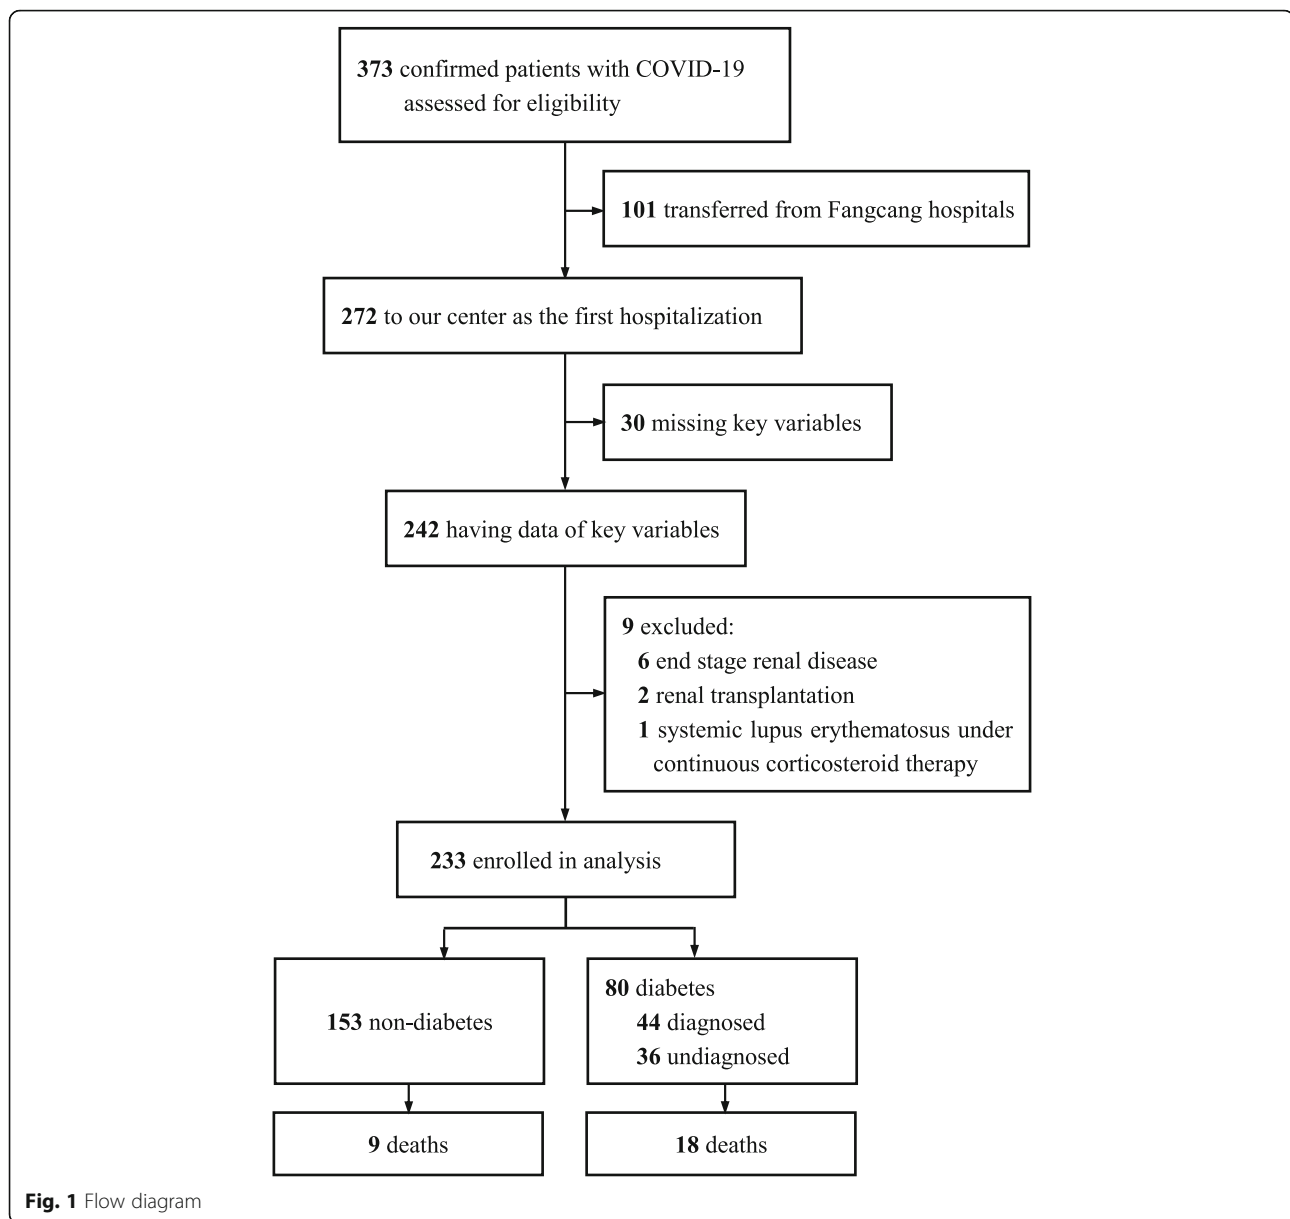 373 confirmed patients with COVID-19
assessed for eligibility
101 transferred from Fangcang hospitals
272 to our center as the first hospitalization
30 missing key variables
242 having data of key variables
9 excluded:
6 end stage renal disease
2 renal transplantation
1 systemic lupus erythematosus under
continuous corticosteroid therapy
233 enrolled in analysis
153 non-diabetes
80 diabetes
44 diagnosed
36 undiagnosed
9 deaths
18 deaths
Fig. 1 Flow diagram